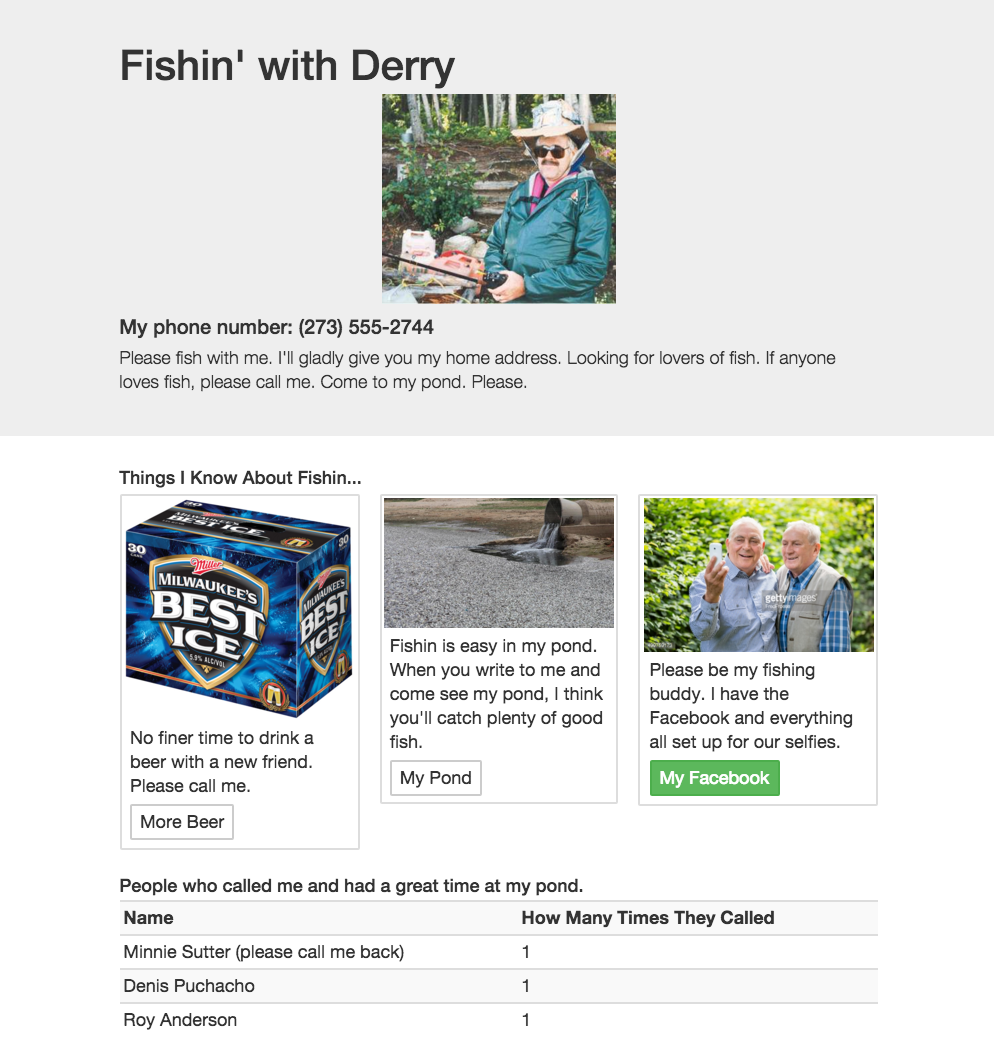 Fishin' with Derry
My phone number: (273) 555-2744
Please fish with me. I'll gladly give you my home address. Looking for lovers of fish. If anyone
loves fish, please call me. Come to my pond. Please.
Things I Know About Fishin...
MILWAUKEE'S
BEST ICE
30
30
Miller
MILWAUKEE'S
BEST
ICE
5.9% ALC/VOL
MILWAUKEE'S
BEST
ICE
No finer time to drink a
beer with a new friend.
Please call me.
More Beer
Fishin is easy in my pond.
When you write to me and
come see my pond, I think
you'll catch plenty of good
fish.
My Pond
gettyimages
Please be my fishing
buddy. I have the
Facebook and everything
all set up for our selfies.
My Facebook
People who called me and had a great time at my pond.
Name How Many Times They Called
Minnie Sutter (please call me back) 1
Denis Puchacho 1
Roy Anderson 1